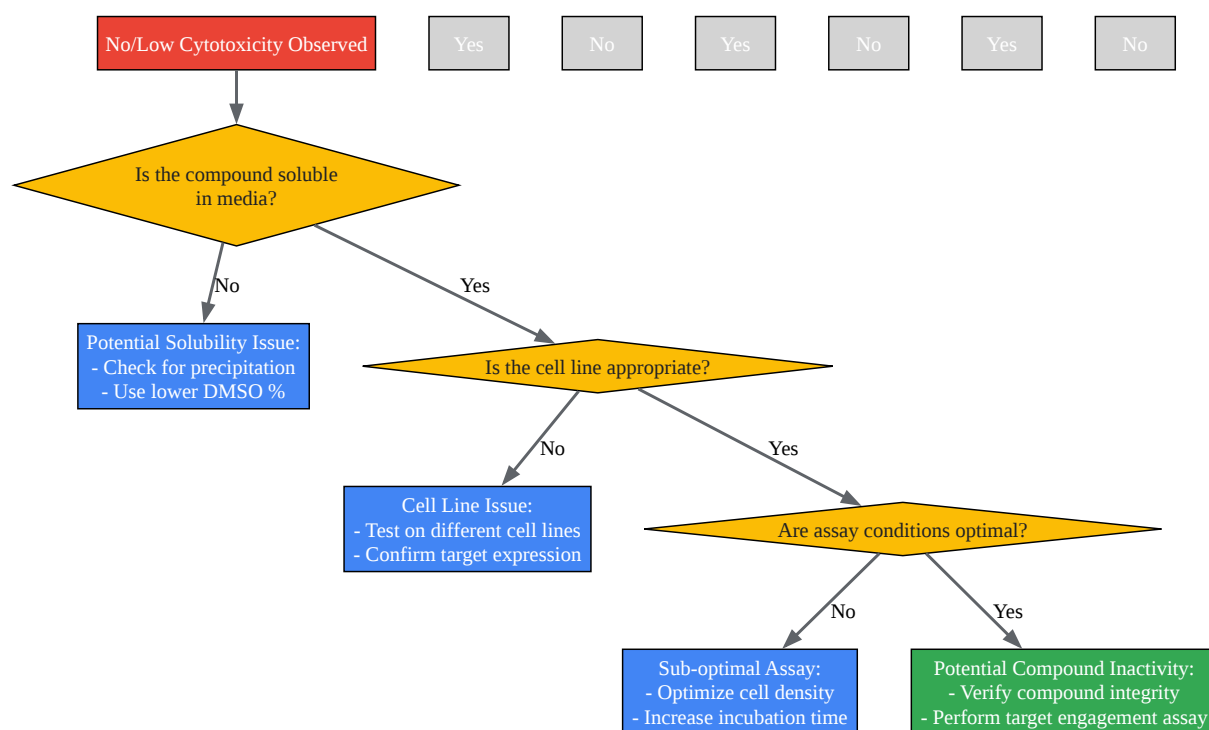 No/Low Cytotoxicity Observed
Yes
No
Yes
No
Yes
No
Is the compound soluble
in media?
No
Yes
Potential Solubility Issue:
- Check for precipitation
- Use lower DMSO %
Is the cell line appropriate?
No
Yes
Cell Line Issue:
- Test on different cell lines
- Confirm target expression
Are assay conditions optimal?
No
Yes
Sub-optimal Assay:
- Optimize cell density
- Increase incubation time
Potential Compound Inactivity:
- Verify compound integrity
- Perform target engagement assay